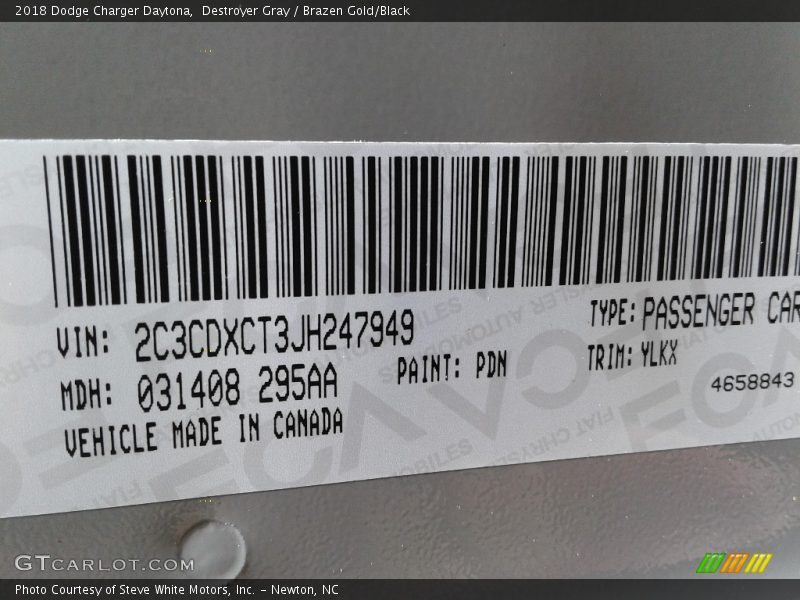 2018 Dodge Charger Daytona,  Destroyer Gray / Brazen Gold/Black
VIN: 2C3CDXCT3JH247949
TYPE: PASSENGER CAR
MDH: 031408 295AA
PAINT: PDN
TRIM: YLKX
4658843
VEHICLE MADE IN CANADA
GTCARLOT.COM
Photo Courtesy of Steve White Motors, Inc. – Newton, NC